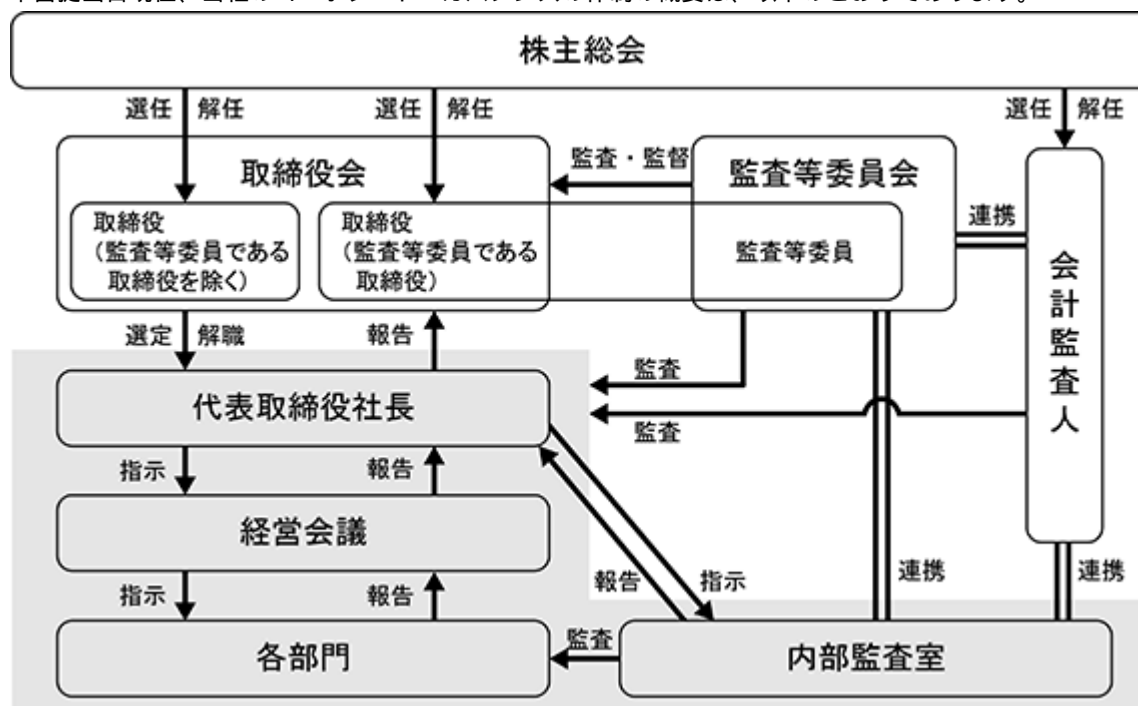 株主総会
選任 解任
選任 解任
選任 解任
取締役会
監査・監督
監査等委員会
連携
取締役
(監査等委員である
取締役を除く)
取締役
(監査等委員である
取締役)
監査等委員
会計監査人
選定 解職
報告
監査
代表取締役社長
監査
指示
報告
経営会議
指示
報告
報告
指示
連携
連携
各部門
監査
内部監査室